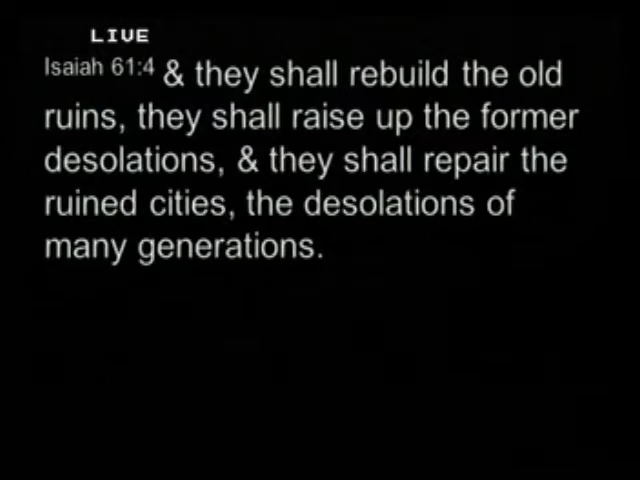 LIVE
Isaiah 61:4 & they shall rebuild the old
ruins, they shall raise up the former
desolations, & they shall repair the
ruined cities, the desolations of
many generations.